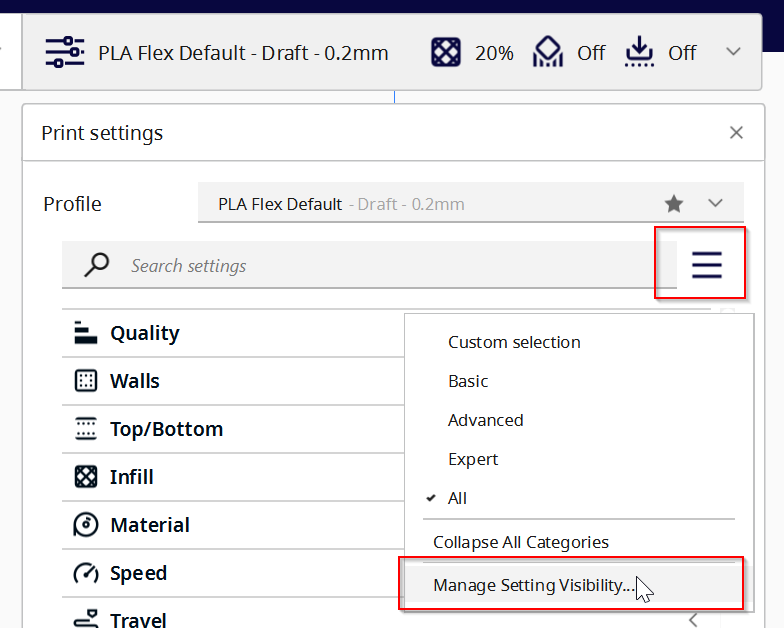 PLA Flex Default - Draft - 0.2mm 20% Off Off
Print settings
Profile PLA Flex Default - Draft - 0.2mm
Search settings
Quality
Custom selection
Walls
Basic
Advanced
Top/Bottom
Expert
Infill
All
Material
Collapse All Categories
Speed
Manage Setting Visibility...
Travel